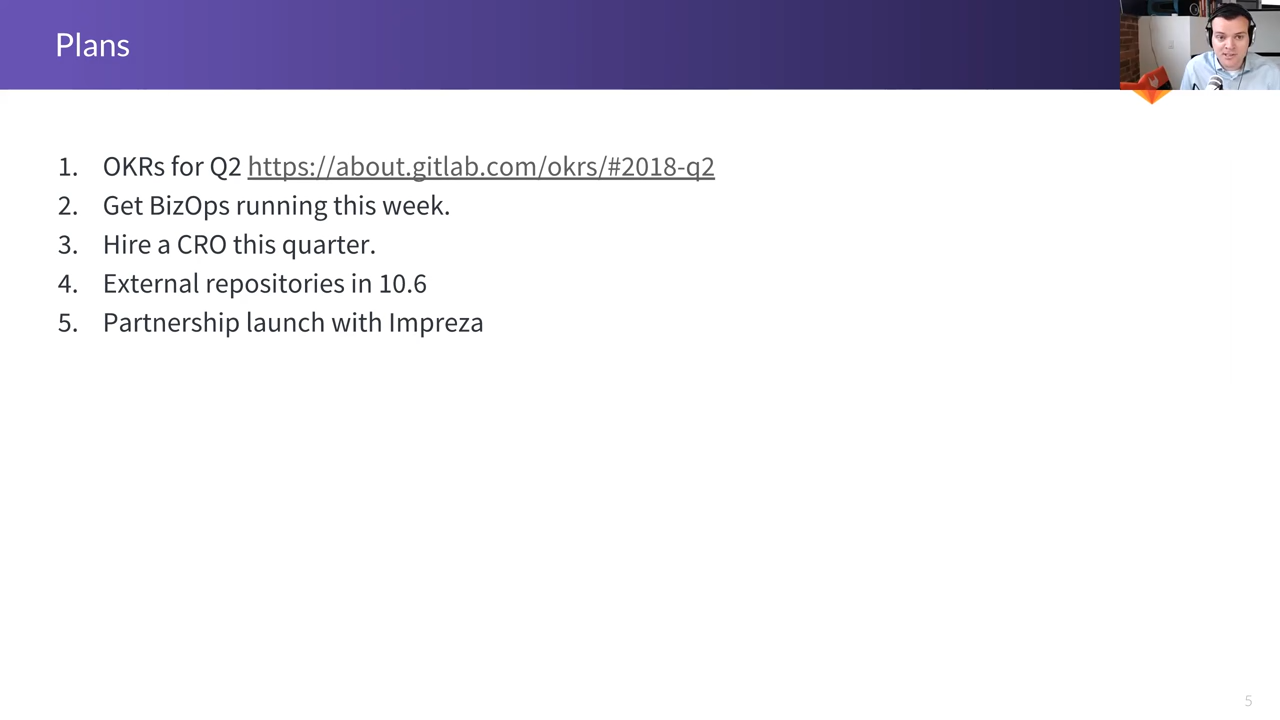 Plans
1. OKRs for Q2 https://about.gitlab.com/okrs/#2018-q2
2. Get BizOps running this week.
3. Hire a CRO this quarter.
4. External repositories in 10.6
5. Partnership launch with Impreza
5